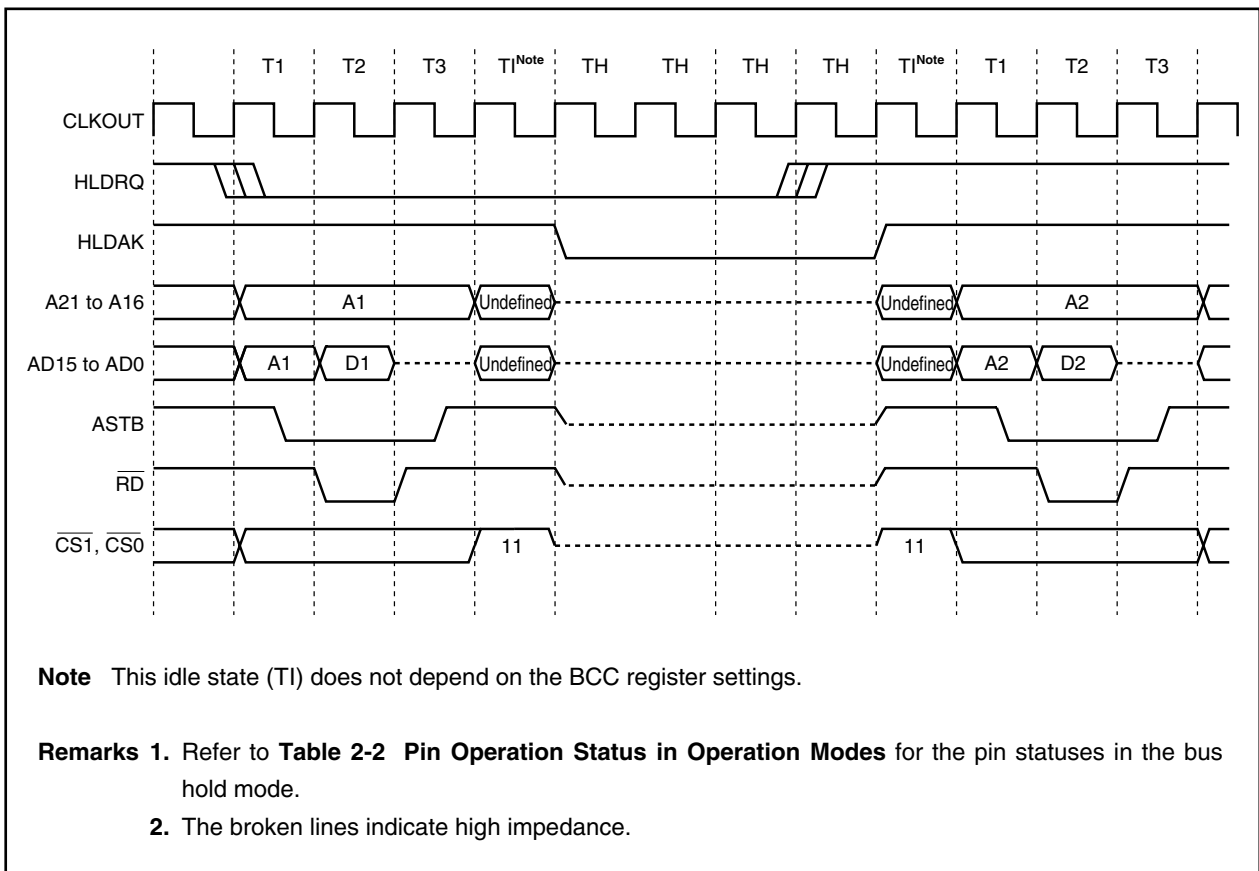 T1 T2 T3 TI^Note TH TH TH TH TI^Note T1 T2 T3
CLKOUT
HLDRQ
HLDAK
A21 to A16 A1 Undefined Undefined A2
AD15 to AD0 A1 D1 Undefined Undefined A2 D2
ASTB
RD
CS1, CS0 11 11
Note This idle state (TI) does not depend on the BCC register settings.
Remarks 1. Refer to Table 2-2 Pin Operation Status in Operation Modes for the pin statuses in the bus
hold mode.
2. The broken lines indicate high impedance.